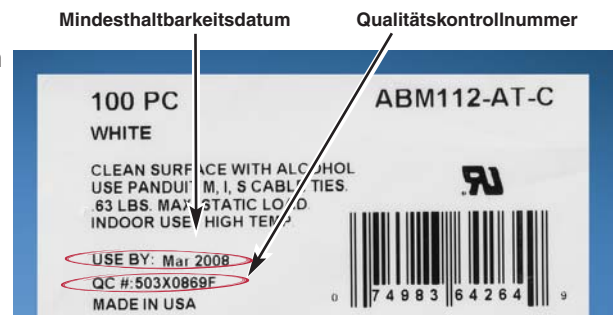 Mindesthaltbarkeitsdatum Qualitätskontrollnummer
100 PC ABM112-AT-C
WHITE
CLEAN SURFACE WITH ALCOHOL
USE PANDUIT M, I, S CABLE TIES.
.63 LBS. MAX STATIC LOAD
INDOOR USE HIGH TEMP
USE BY: Mar 2008
QC #:503X0869F
MADE IN USA
0 74983 64264 9